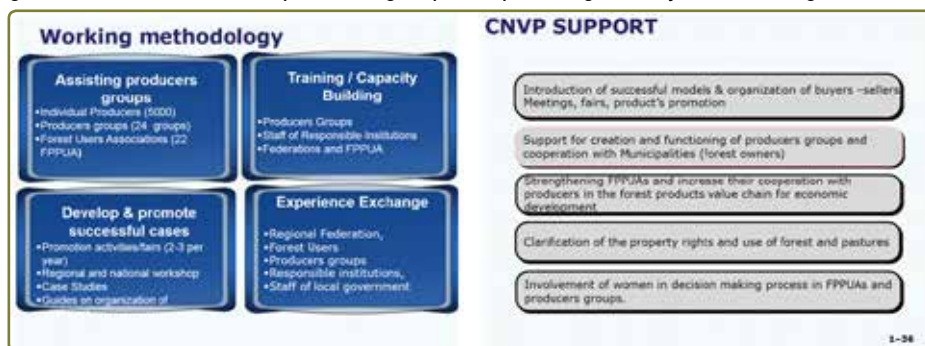 Working methodology
Assisting producers
groups
•Individual Producers (5000)
•Producers groups (24 groups)
•Forest Users Associations (22
FPPUA)
Training / Capacity
Building
•Producers Groups
•Staff of Responsible Institutions
•Federations and FPPUA
Develop & promote
successful cases
•Promotion activities/fairs (2-3 per
year)
•Regional and national workshop
•Case Studies
•Guides on organization of
Experience Exchange
•Regional Federation,
•Forest Users
•Producers groups
•Responsible institutions,
•Staff of local government
CNVP SUPPORT
Introduction of successful models & organization of buyers –sellers
Meetings, fairs, product's promotion
Support for creation and functioning of producers groups and
cooperation with Municipalities (forest owners)
Strengthening FPPUAs and increase their cooperation with
producers in the forest products value chain for economic
development
Clarification of the property rights and use of forest and pastures
Involvement of women in decision making process in FPPUAs and
producers groups.
1-36